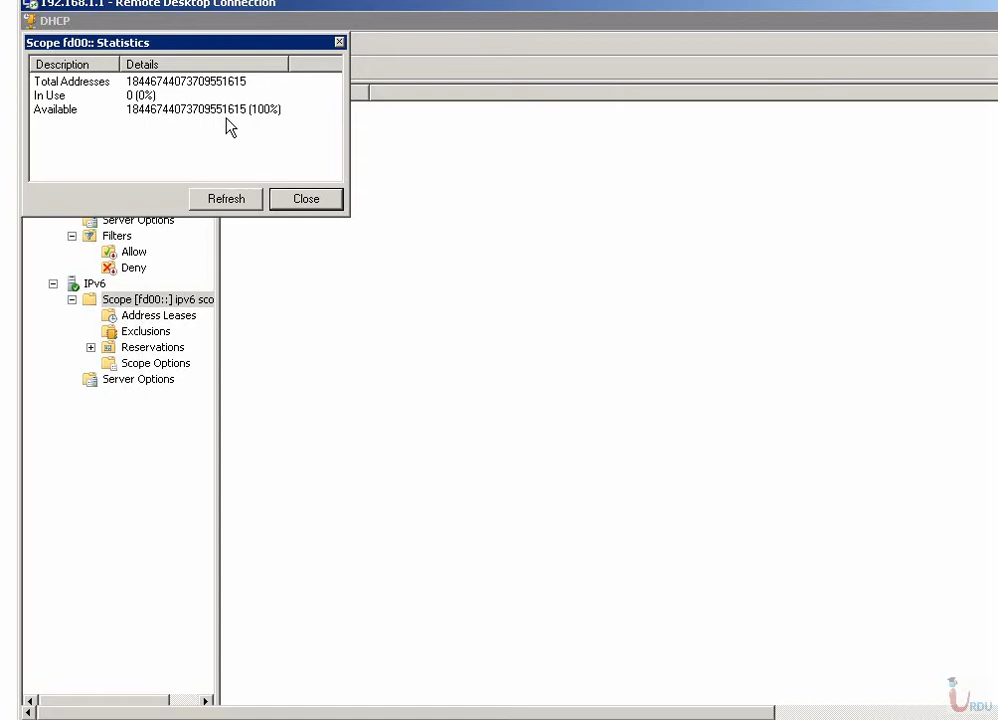 192.168.1.1 - Remote Desktop Connection
DHCP
Scope fd00:: Statistics
Description Details
Total Addresses 18446744073709551615
In Use 0 (0%)
Available 18446744073709551615 (100%)
Refresh Close
Server Options
Filters
Allow
Deny
IPv6
Scope [fd00::] ipv6 sco
Address Leases
Exclusions
Reservations
Scope Options
Server Options
URDU